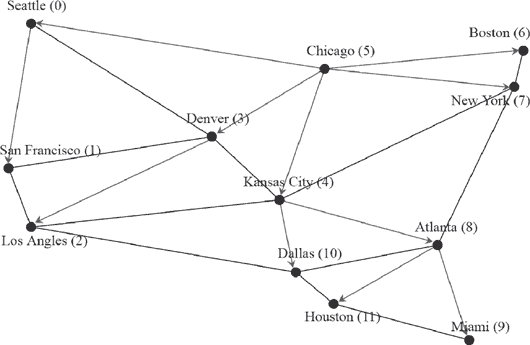 Seattle (0)
Boston (6)
Chicago (5)
New York (7)
Denver (3)
San Francisco (1)
Kansas City (4)
Los Angles (2)
Atlanta (8)
Dallas (10)
Houston (11)
Miami (9)